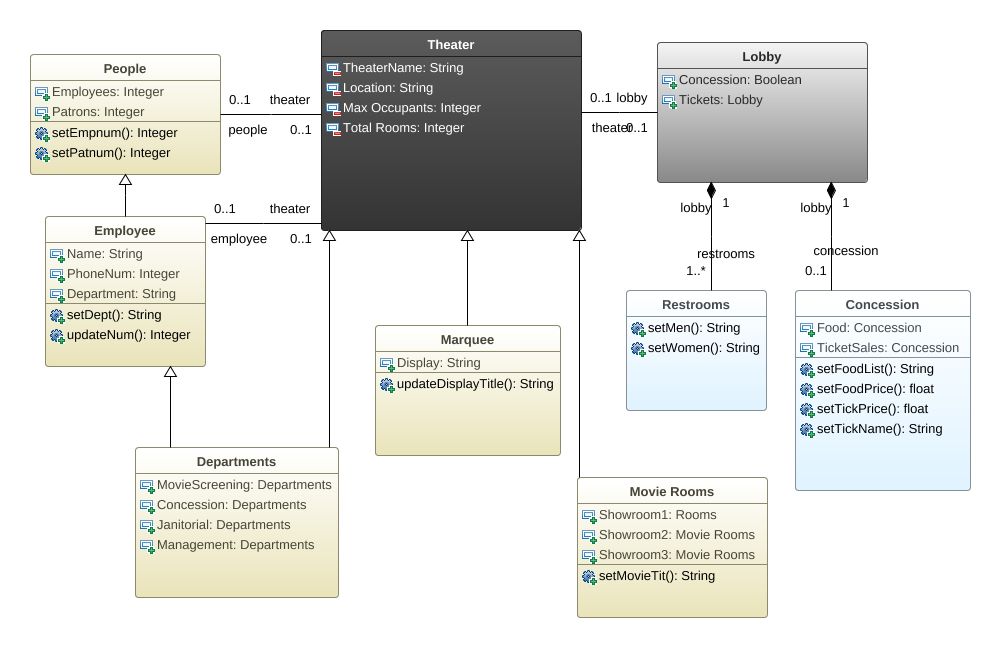 People
Employees: Integer
Patrons: Integer
setEmpnum(): Integer
setPatnum(): Integer
0..1 theater
people 0..1
Theater
TheaterName: String
Location: String
Max Occupants: Integer
Total Rooms: Integer
0..1 lobby
theater 0..1
Lobby
Concession: Boolean
Tickets: Lobby
Employee
Name: String
PhoneNum: Integer
Department: String
setDept(): String
updateNum(): Integer
0..1 theater
employee 0..1
lobby 1
restrooms
1..*
lobby 1
concession
0..1
Marquee
Display: String
updateDisplayTitle(): String
Restrooms
setMen(): String
setWomen(): String
Concession
Food: Concession
TicketSales: Concession
setFoodList(): String
setFoodPrice(): float
setTickPrice(): float
setTickName(): String
Departments
MovieScreening: Departments
Concession: Departments
Janitorial: Departments
Management: Departments
Movie Rooms
Showroom1: Rooms
Showroom2: Movie Rooms
Showroom3: Movie Rooms
setMovieTit(): String